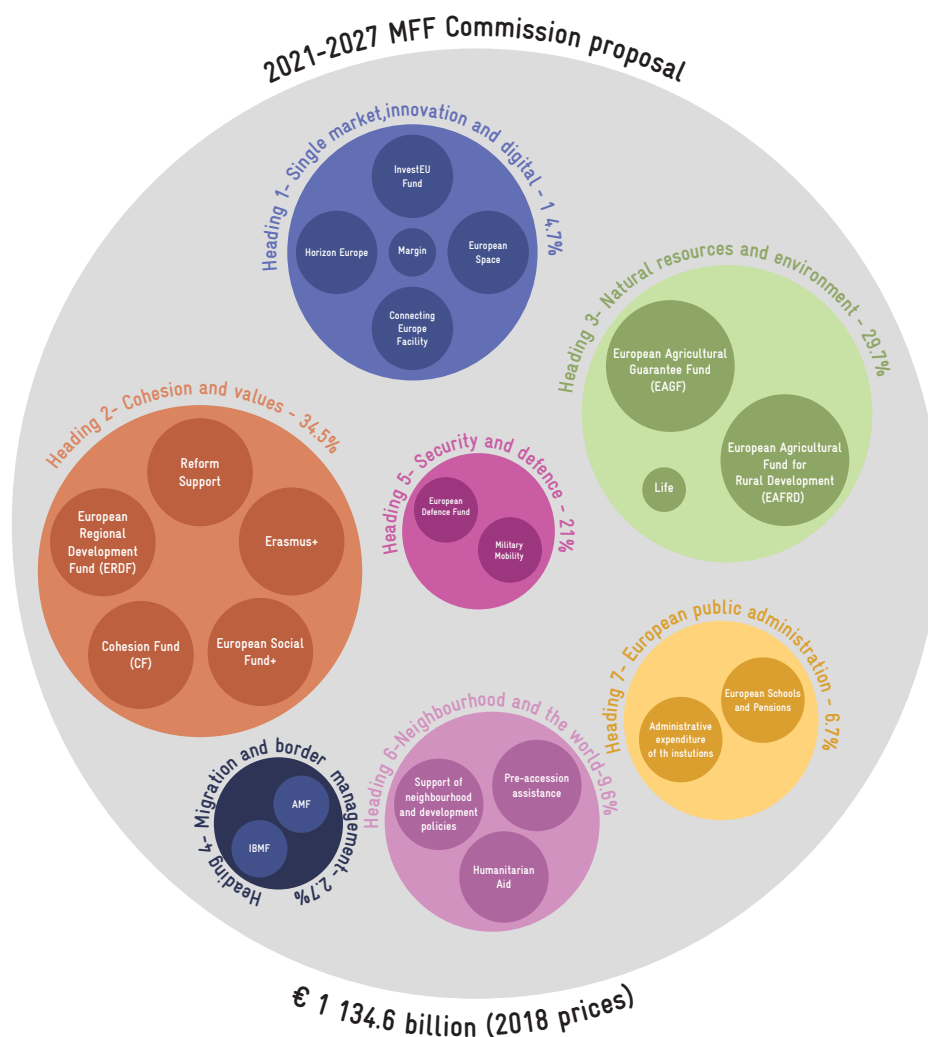 2021-2027 MFF Commission proposal
Heading 1- Single market,innovation and digital - 1 4.7%
InvestEU
Fund
Horizon Europe
Margin
European
Space
Connecting
Europe
Facility
Heading 3- Natural resources and environment - 29.7%
European Agricultural
Guarantee Fund
(EAGF)
European Agricultural
Fund for
Rural Development
(EAFRD)
Life
Heading 2- Cohesion and values - 34.5%
Reform
Support
European
Regional
Development
Fund (ERDF)
Erasmus+
Cohesion Fund
(CF)
European Social
Fund+
Heading 5- Security and defence - 21%
European
Defence Fund
Military
Mobility
Heading 7- European public administration - 6.7%
European Schools
and Pensions
Administrative
expenditure
of th instutions
Heading 6-Neighbourhood and the world-9.6%
Support of
neighbourhood
and development
policies
Pre-accession
assistance
Humanitarian
Aid
Heading 4- Migration and border management- 2.7%
AMF
IBMF
€ 1 134.6 billion (2018 prices)